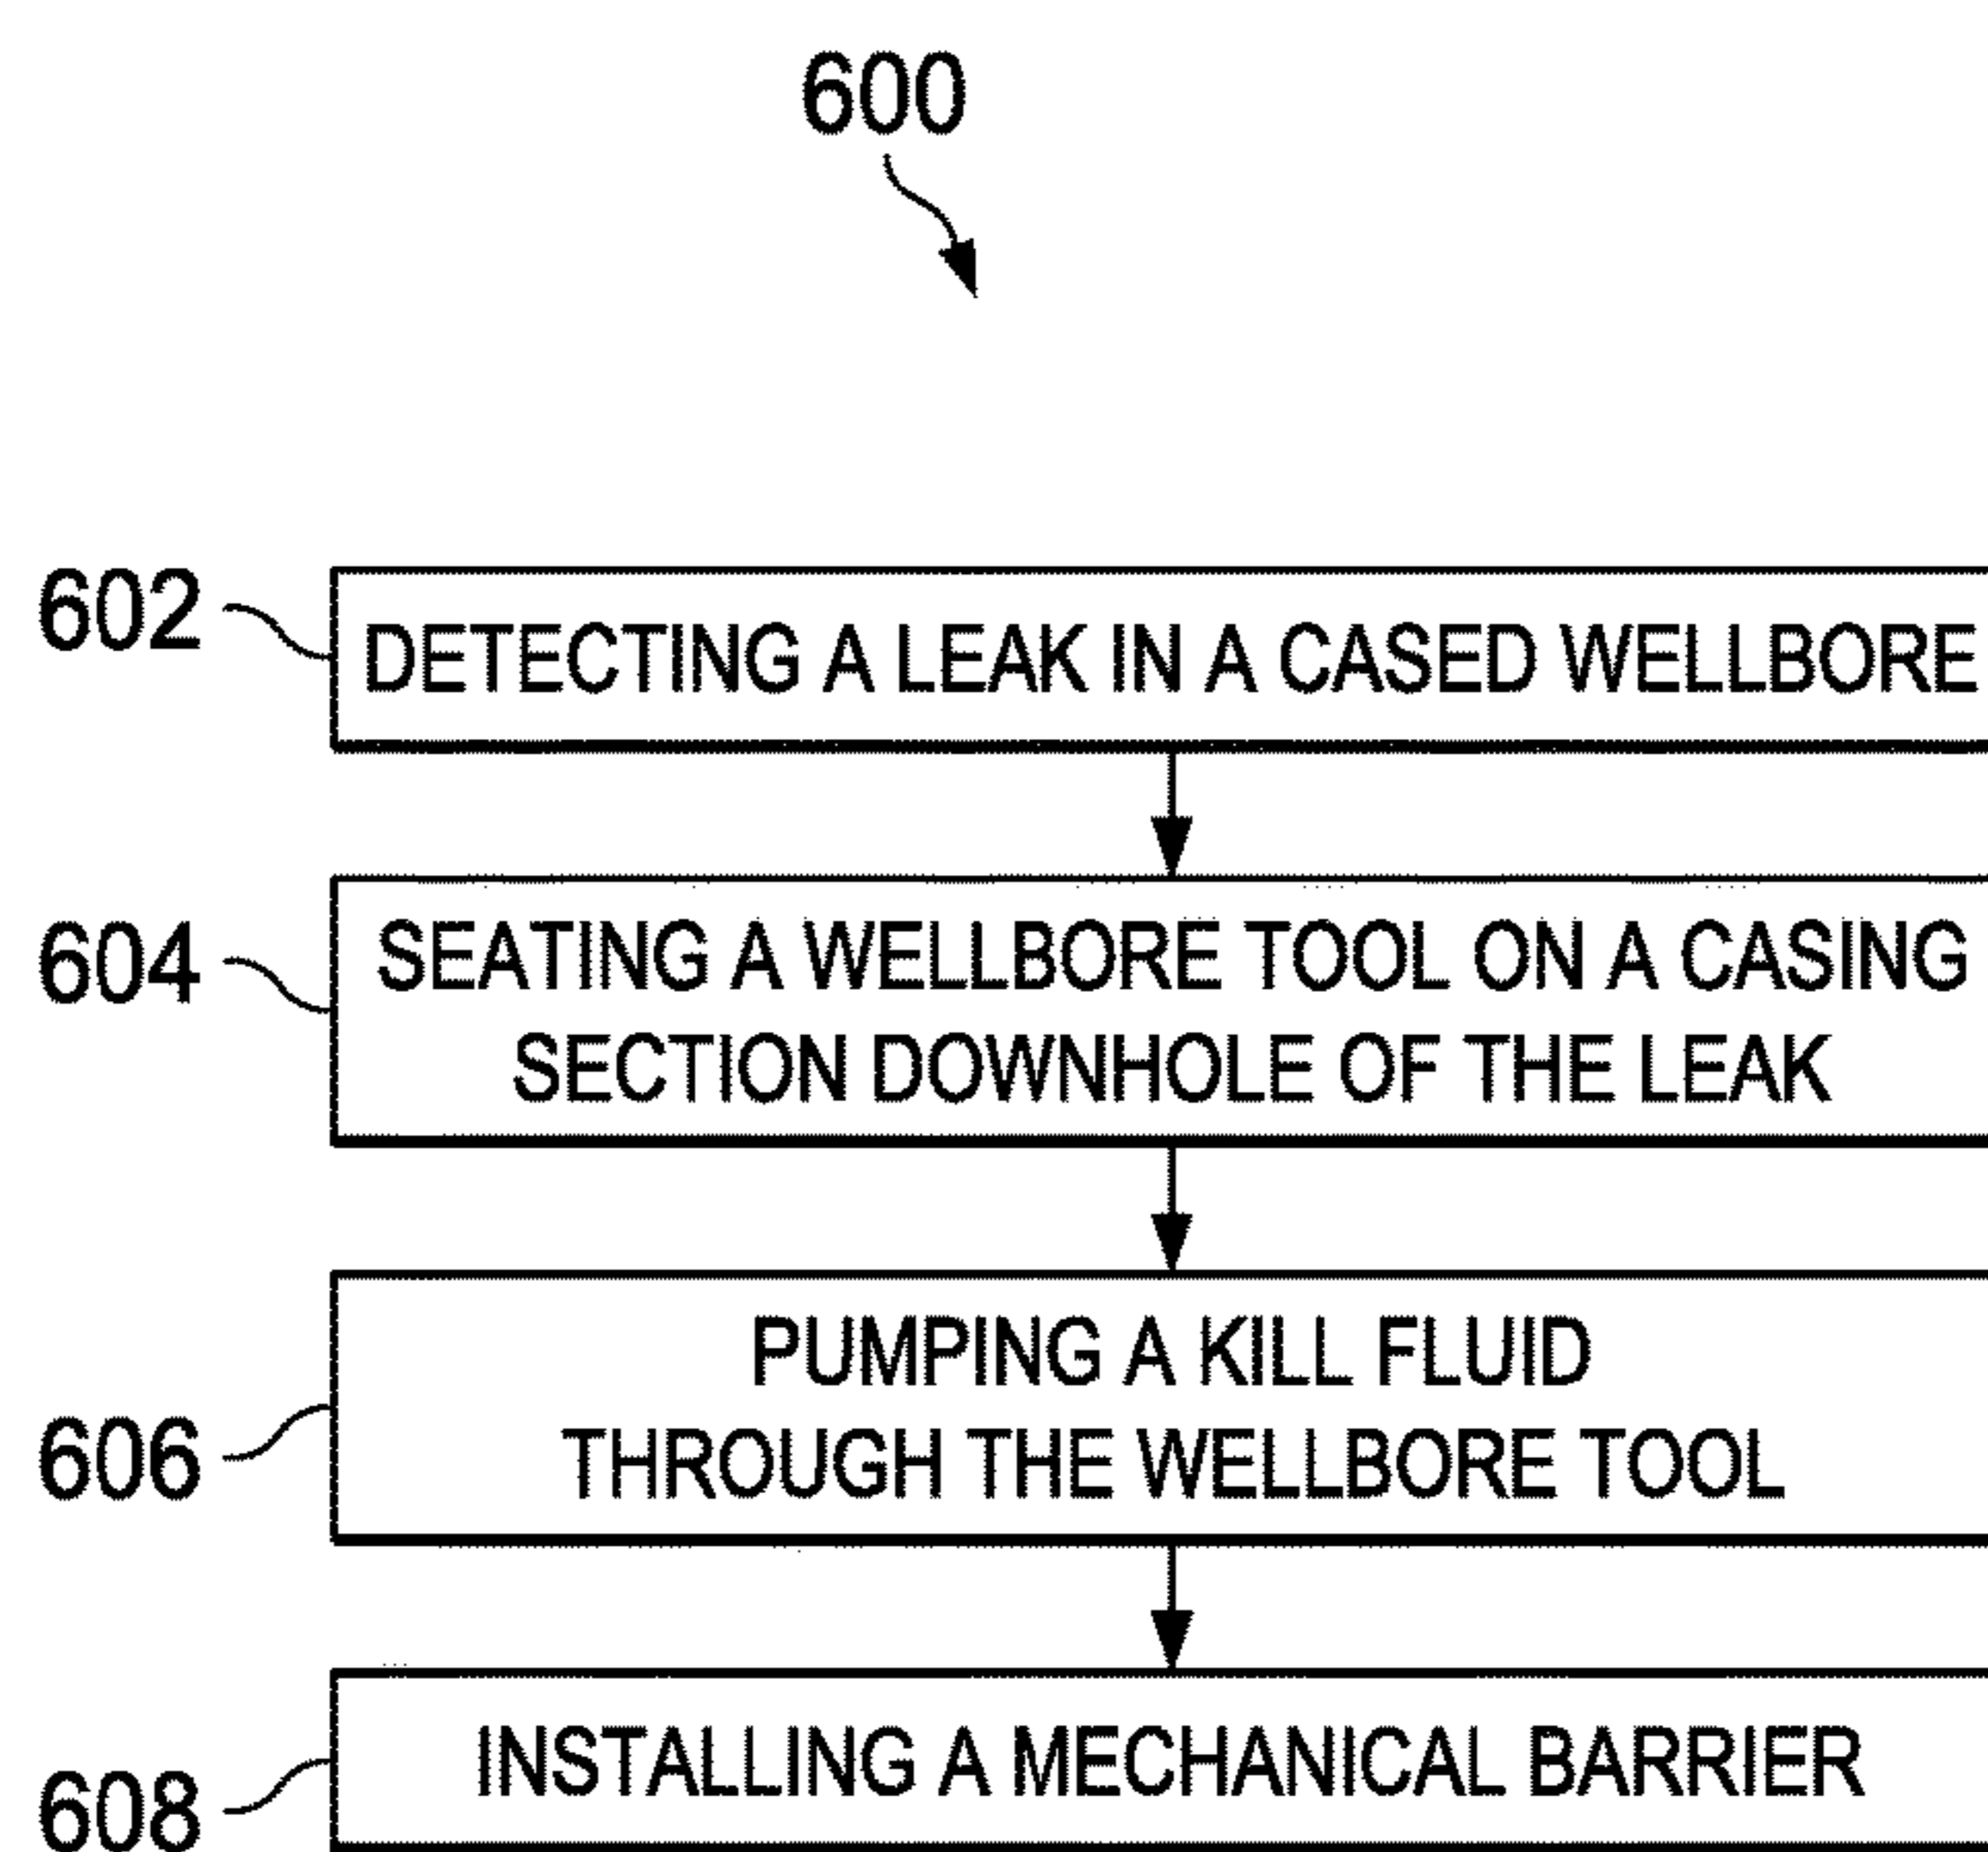 600
602
DETECTING A LEAK IN A CASED WELLBORE
604
SEATING A WELLBORE TOOL ON A CASING
SECTION DOWNHOLE OF THE LEAK
606
PUMPING A KILL FLUID
THROUGH THE WELLBORE TOOL
608
INSTALLING A MECHANICAL BARRIER